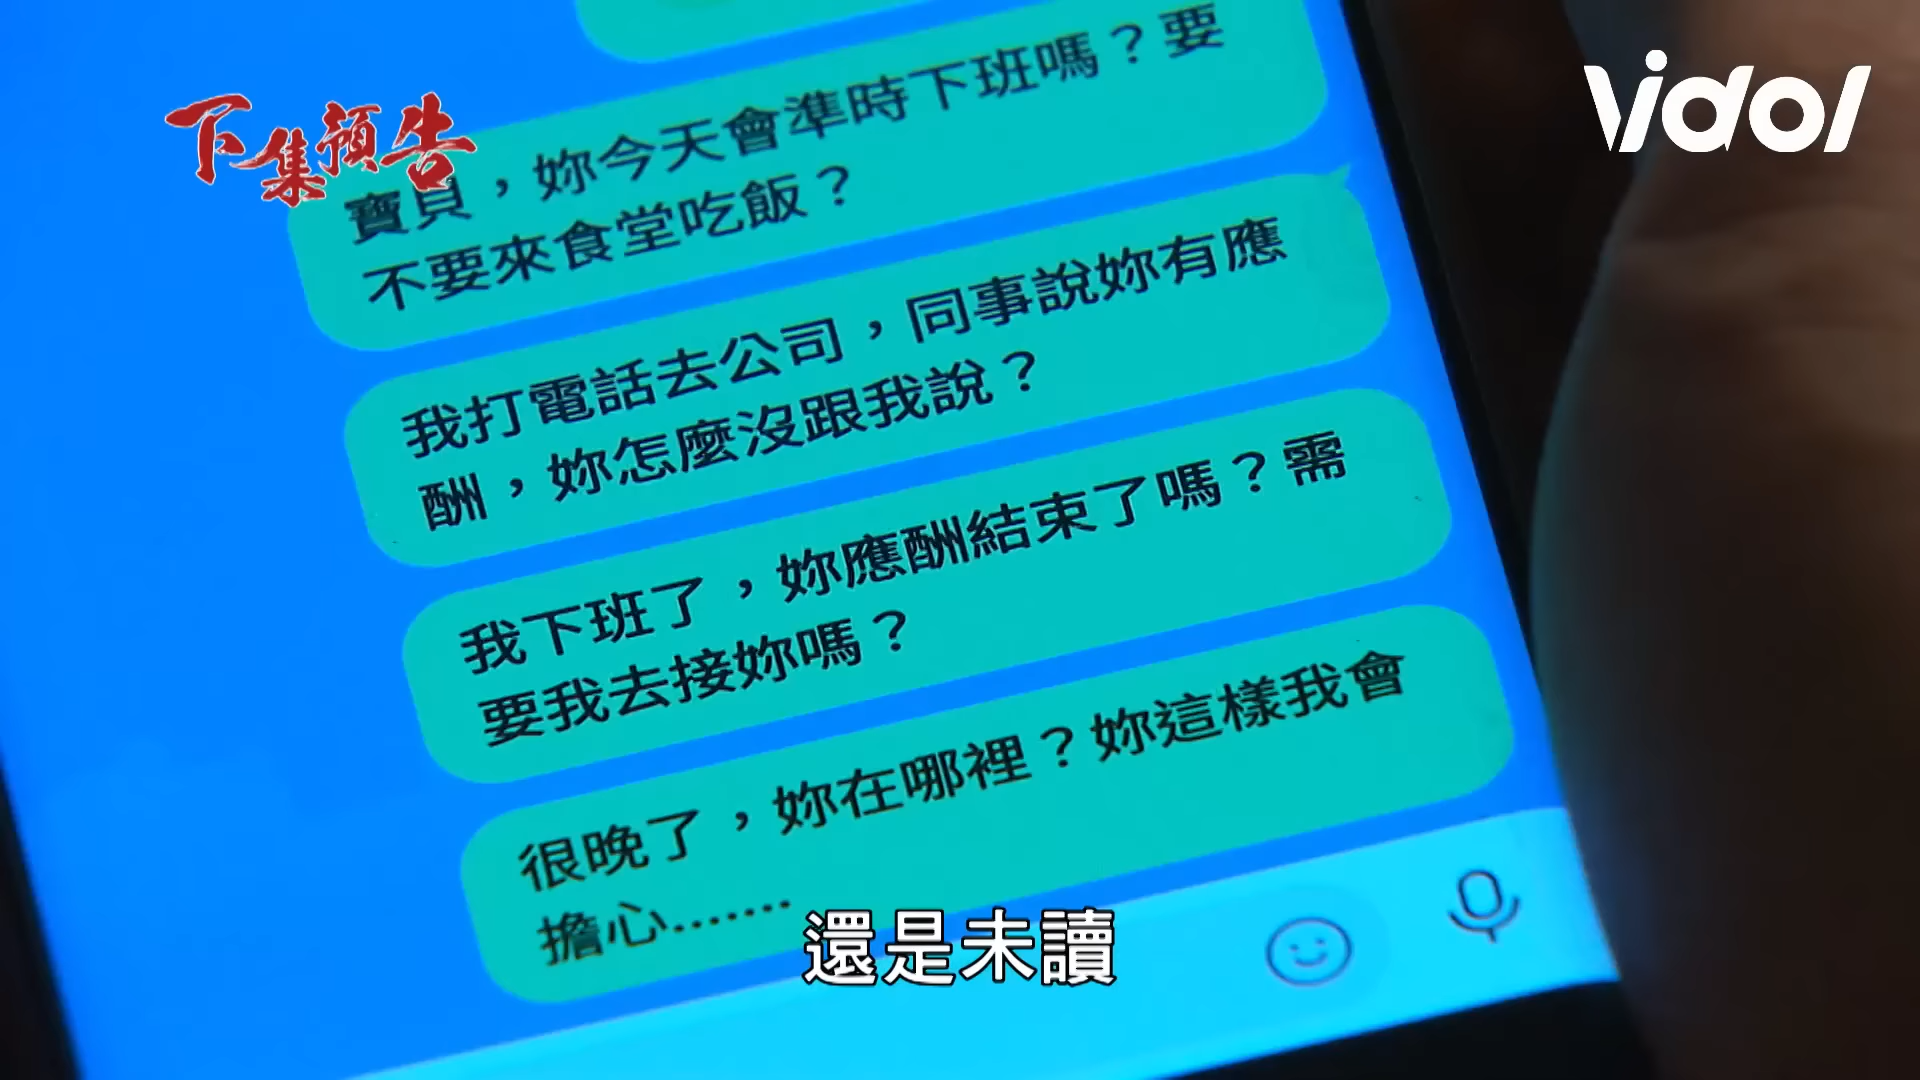 下集預告
Vidol
寶貝，妳今天會準時下班嗎？要
不要來食堂吃飯？
我打電話去公司，同事說妳有應
酬，妳怎麼沒跟我說？
我下班了，妳應酬結束了嗎？需
要我去接妳嗎？
很晚了，妳在哪裡？妳這樣我會
擔心.......
還是未讀